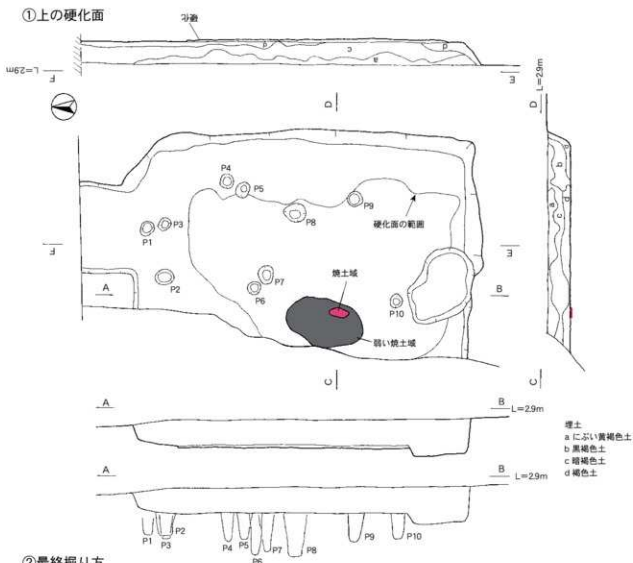 ①上の硬化面
d
c
d
a
L=2.9m
F
E
L=2.9m
D
D
P4
P5
P8
P9
硬化面の範囲
P1
P3
F
E
P2
P7
P6
焼土域
P10
A
B
弱い焼土域
C
C
b
a
c
d
A
B
L=2.9m
A
B
L=2.9m
P1
P2
P3
P4
P5
P6
P7
P8
P9
P10
埋土
a にぶい黄褐色土
b 黒褐色土
c 暗褐色土
d 褐色土
②最終掘り方